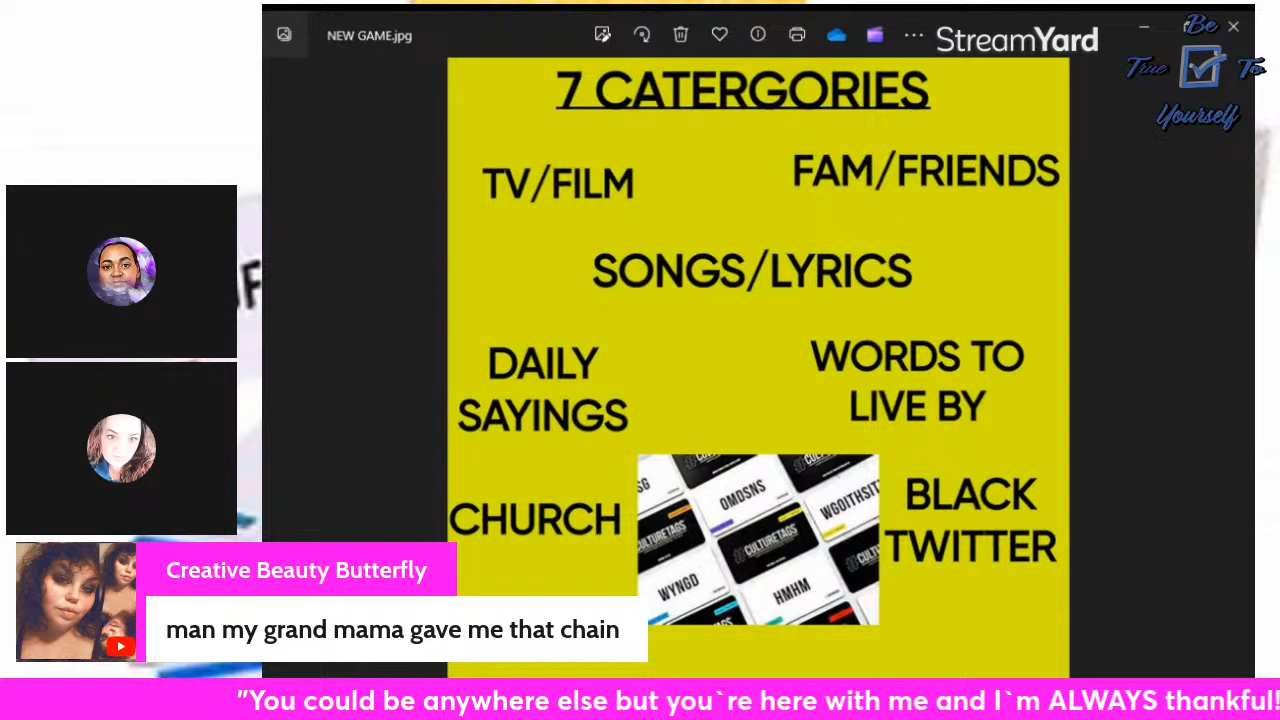 NEW GAME.jpg
StreamYard
Be
True To
Yourself
7 CATERGORIES
TV/FILM
FAM/FRIENDS
SONGS/LYRICS
DAILY
SAYINGS
WORDS TO
LIVE BY
CHURCH
BLACK
TWITTER
OMDSNS
WGOITHSIT
CULTURETAGS
#CULTURETAGS
WYNGD
HMHM
Creative Beauty Butterfly
man my grand mama gave me that chain
"You could be anywhere else but you`re here with me and I`m ALWAYS thankful!